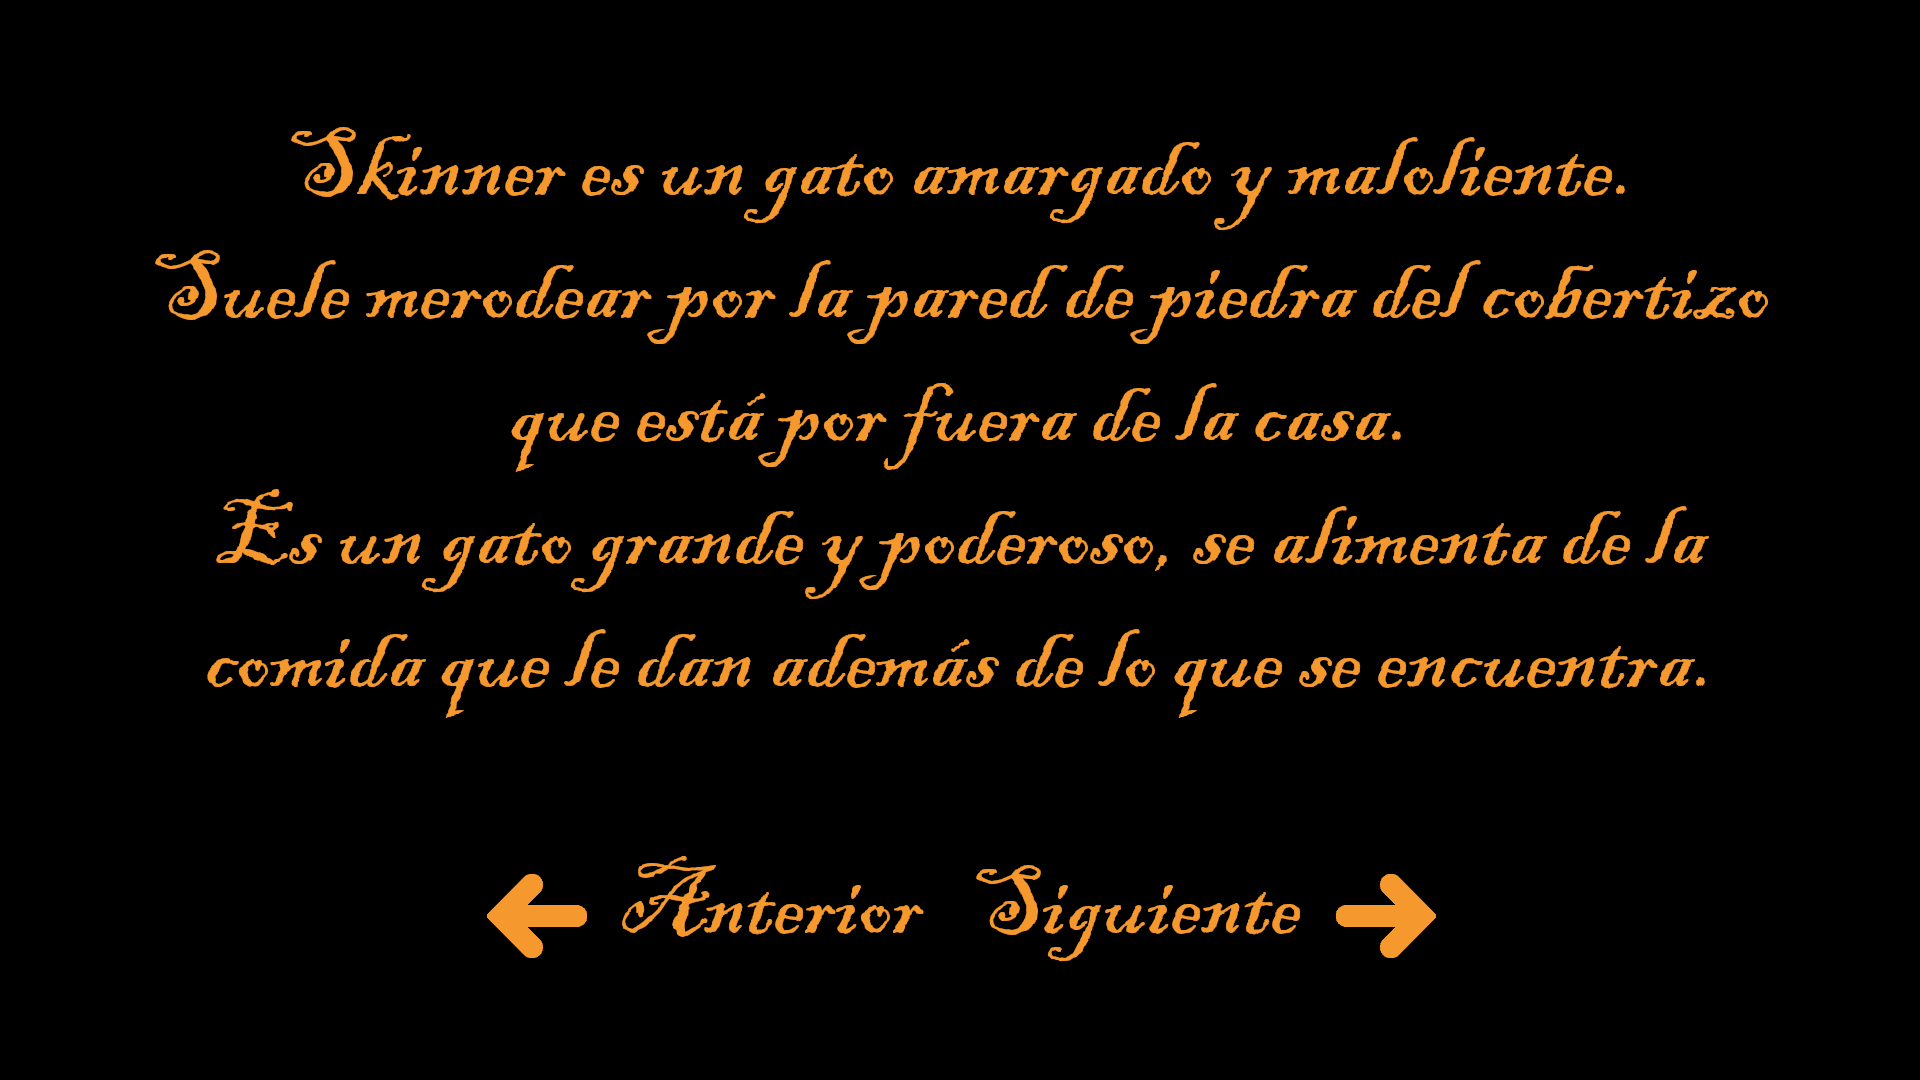 Skinner es un gato amargado y maloliente.
Suele merodear por la pared de piedra del cobertizo
que está por fuera de la casa.
Es un gato grande y poderoso, se alimenta de la
comida que le dan además de lo que se encuentra.
Anterior Siguiente